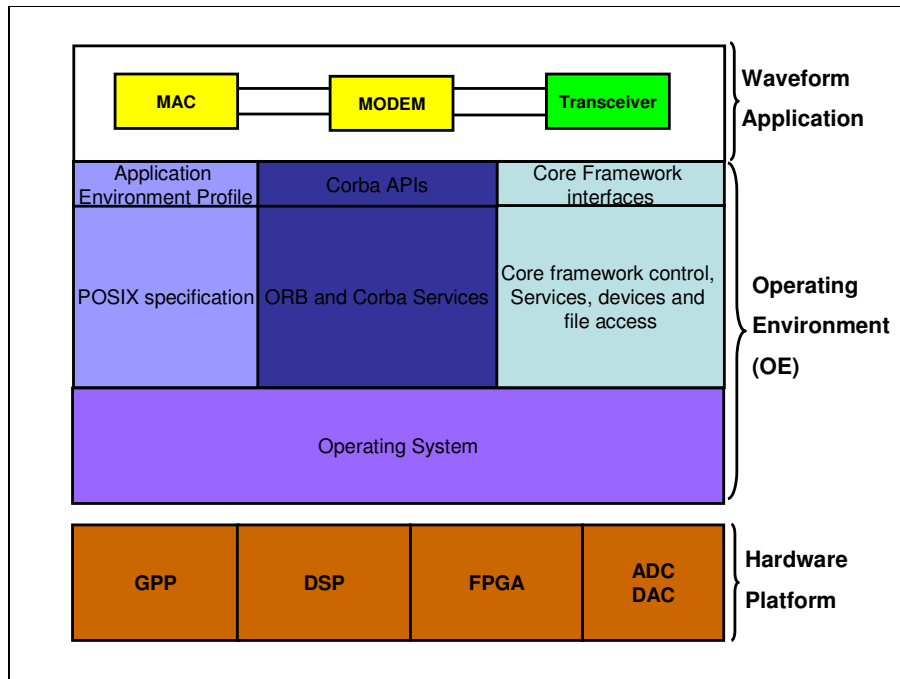 MAC
MODEM
Transceiver
Waveform
Application
Application
Environment Profile
Corba APIs
Core Framework
interfaces
POSIX specification
ORB and Corba Services
Core framework control,
Services, devices and
file access
Operating
Environment
(OE)
Operating System
GPP
DSP
FPGA
ADC
DAC
Hardware
Platform